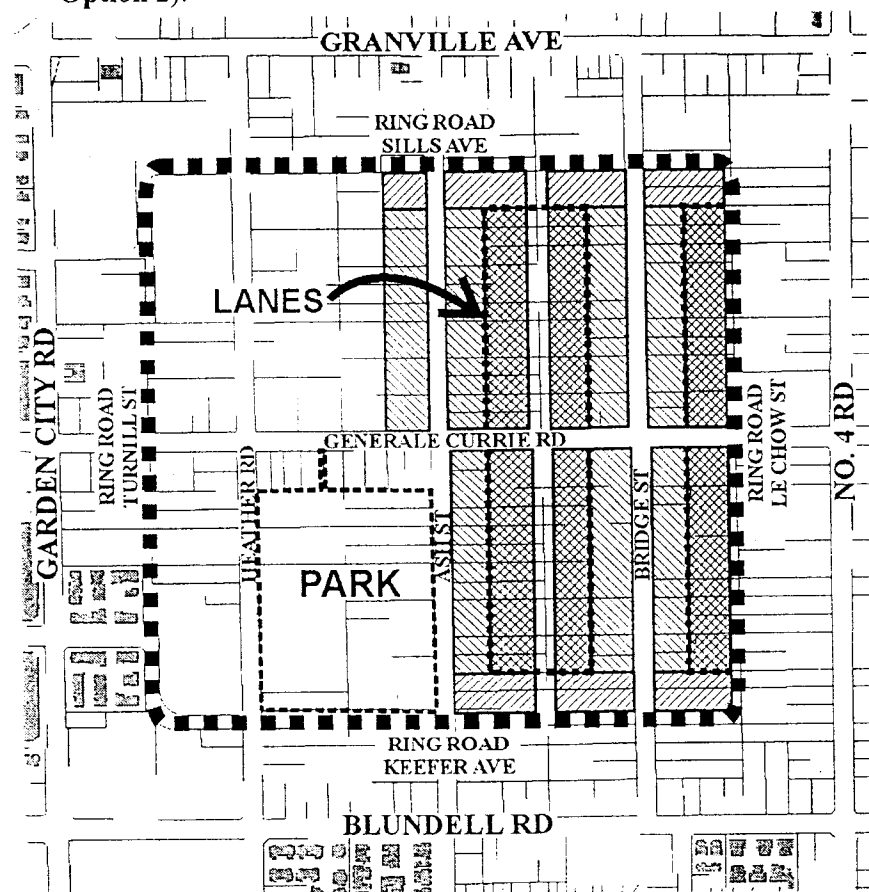 Option 2).
GRANVILLE AVE
RING ROAD
SILLS AVE
LANES
GARDEN CITY RD
RING ROAD
TURNILL ST
GENERALE CURRIE RD
HEATHER RD
PARK
ASH ST
BRIDGE ST
RING ROAD
LE CHOW ST
NO. 4 RD
RING ROAD
KEEFER AVE
BLUNDELL RD